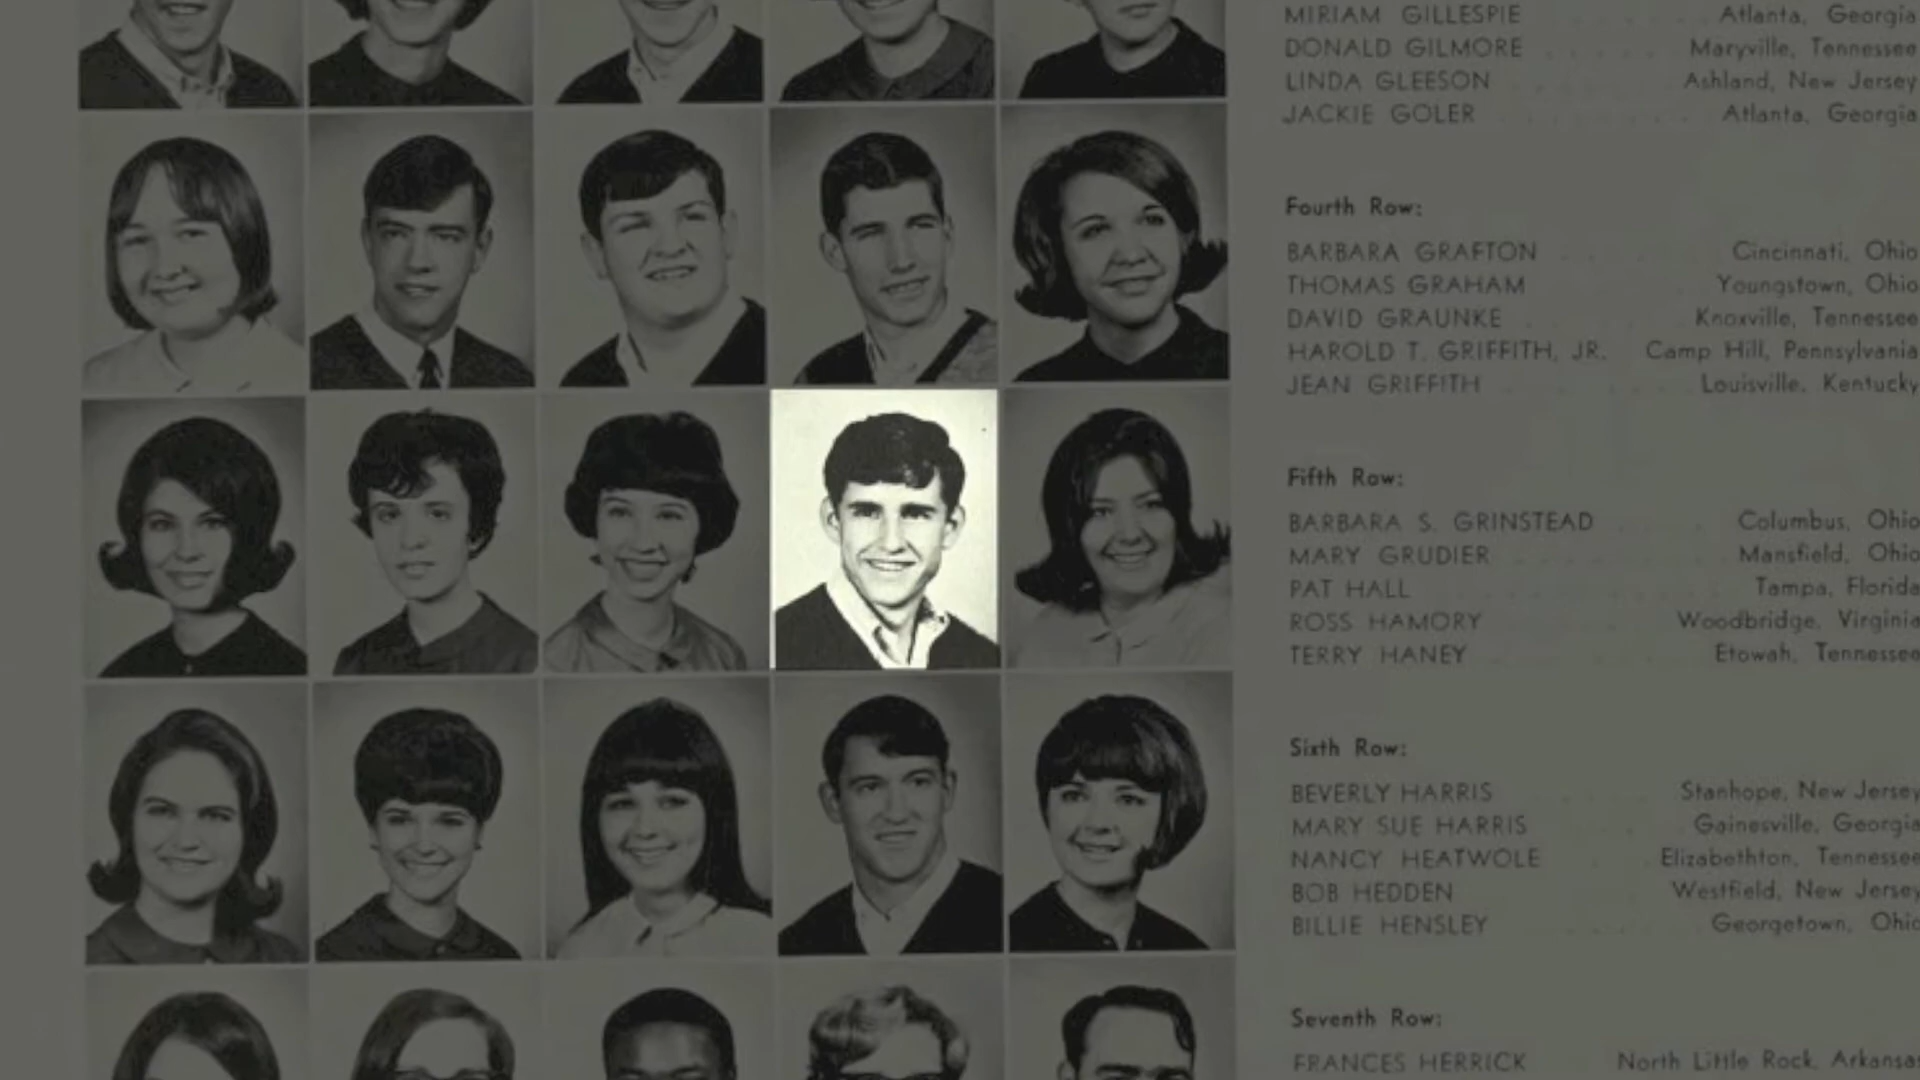 MIRIAM GILLESPIE Atlanta, Georgia
DONALD GILMORE Maryville, Tennessee
LINDA GLEESON Ashland, New Jersey
JACKIE GOLER Atlanta, Georgia
Fourth Row:
BARBARA GRAFTON Cincinnati, Ohio
THOMAS GRAHAM Youngstown, Ohio
DAVID GRAUNKE Knoxville, Tennessee
HAROLD T. GRIFFITH, JR. Camp Hill, Pennsylvania
JEAN GRIFFITH Louisville, Kentucky
Fifth Row:
BARBARA S. GRINSTEAD Columbus, Ohio
MARY GRUDIER Mansfield, Ohio
PAT HALL Tampa, Florida
ROSS HAMORY Woodbridge, Virginia
TERRY HANEY Etowah, Tennessee
Sixth Row:
BEVERLY HARRIS Stanhope, New Jersey
MARY SUE HARRIS Gainesville, Georgia
NANCY HEATWOLE Elizabethton, Tennessee
BOB HEDDEN Westfield, New Jersey
BILLIE HENSLEY Georgetown, Ohio
Seventh Row:
FRANCES HERRICK North Little Rock, Arkansas